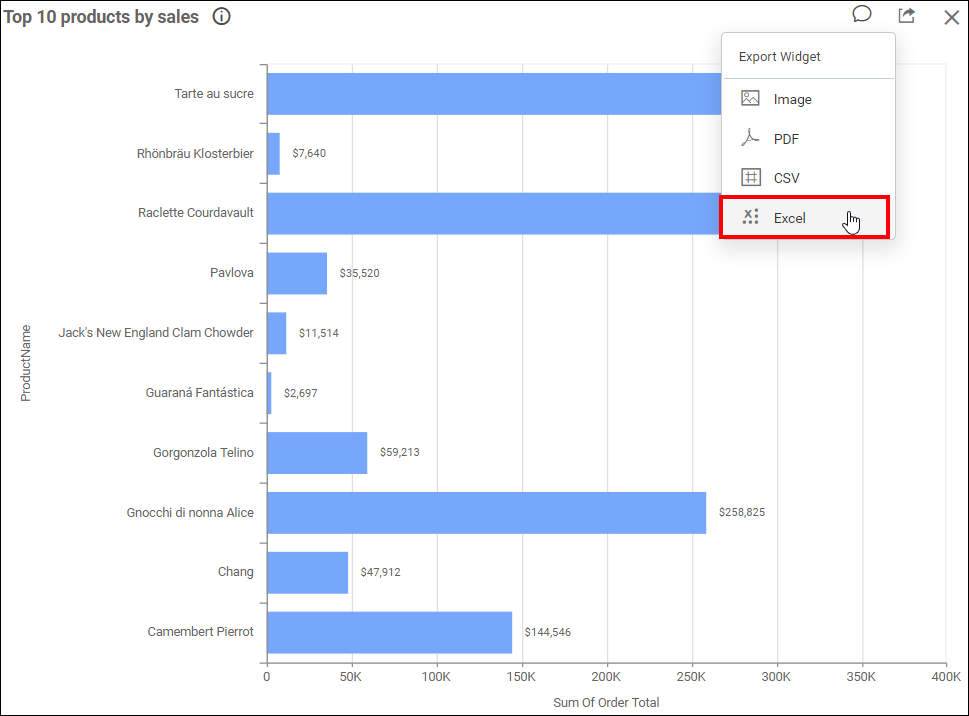 Top 10 products by sales
Export Widget
Image
PDF
CSV
Excel
ProductName
Tarte au sucre
Rhönbräu Klosterbier $7,640
Raclette Courdavault
Pavlova $35,520
Jack's New England Clam Chowder $11,514
Guaraná Fantástica $2,697
Gorgonzola Telino $59,213
Gnocchi di nonna Alice $258,825
Chang $47,912
Camembert Pierrot $144,546
0 50K 100K 150K 200K 250K 300K 350K 400K
Sum Of Order Total